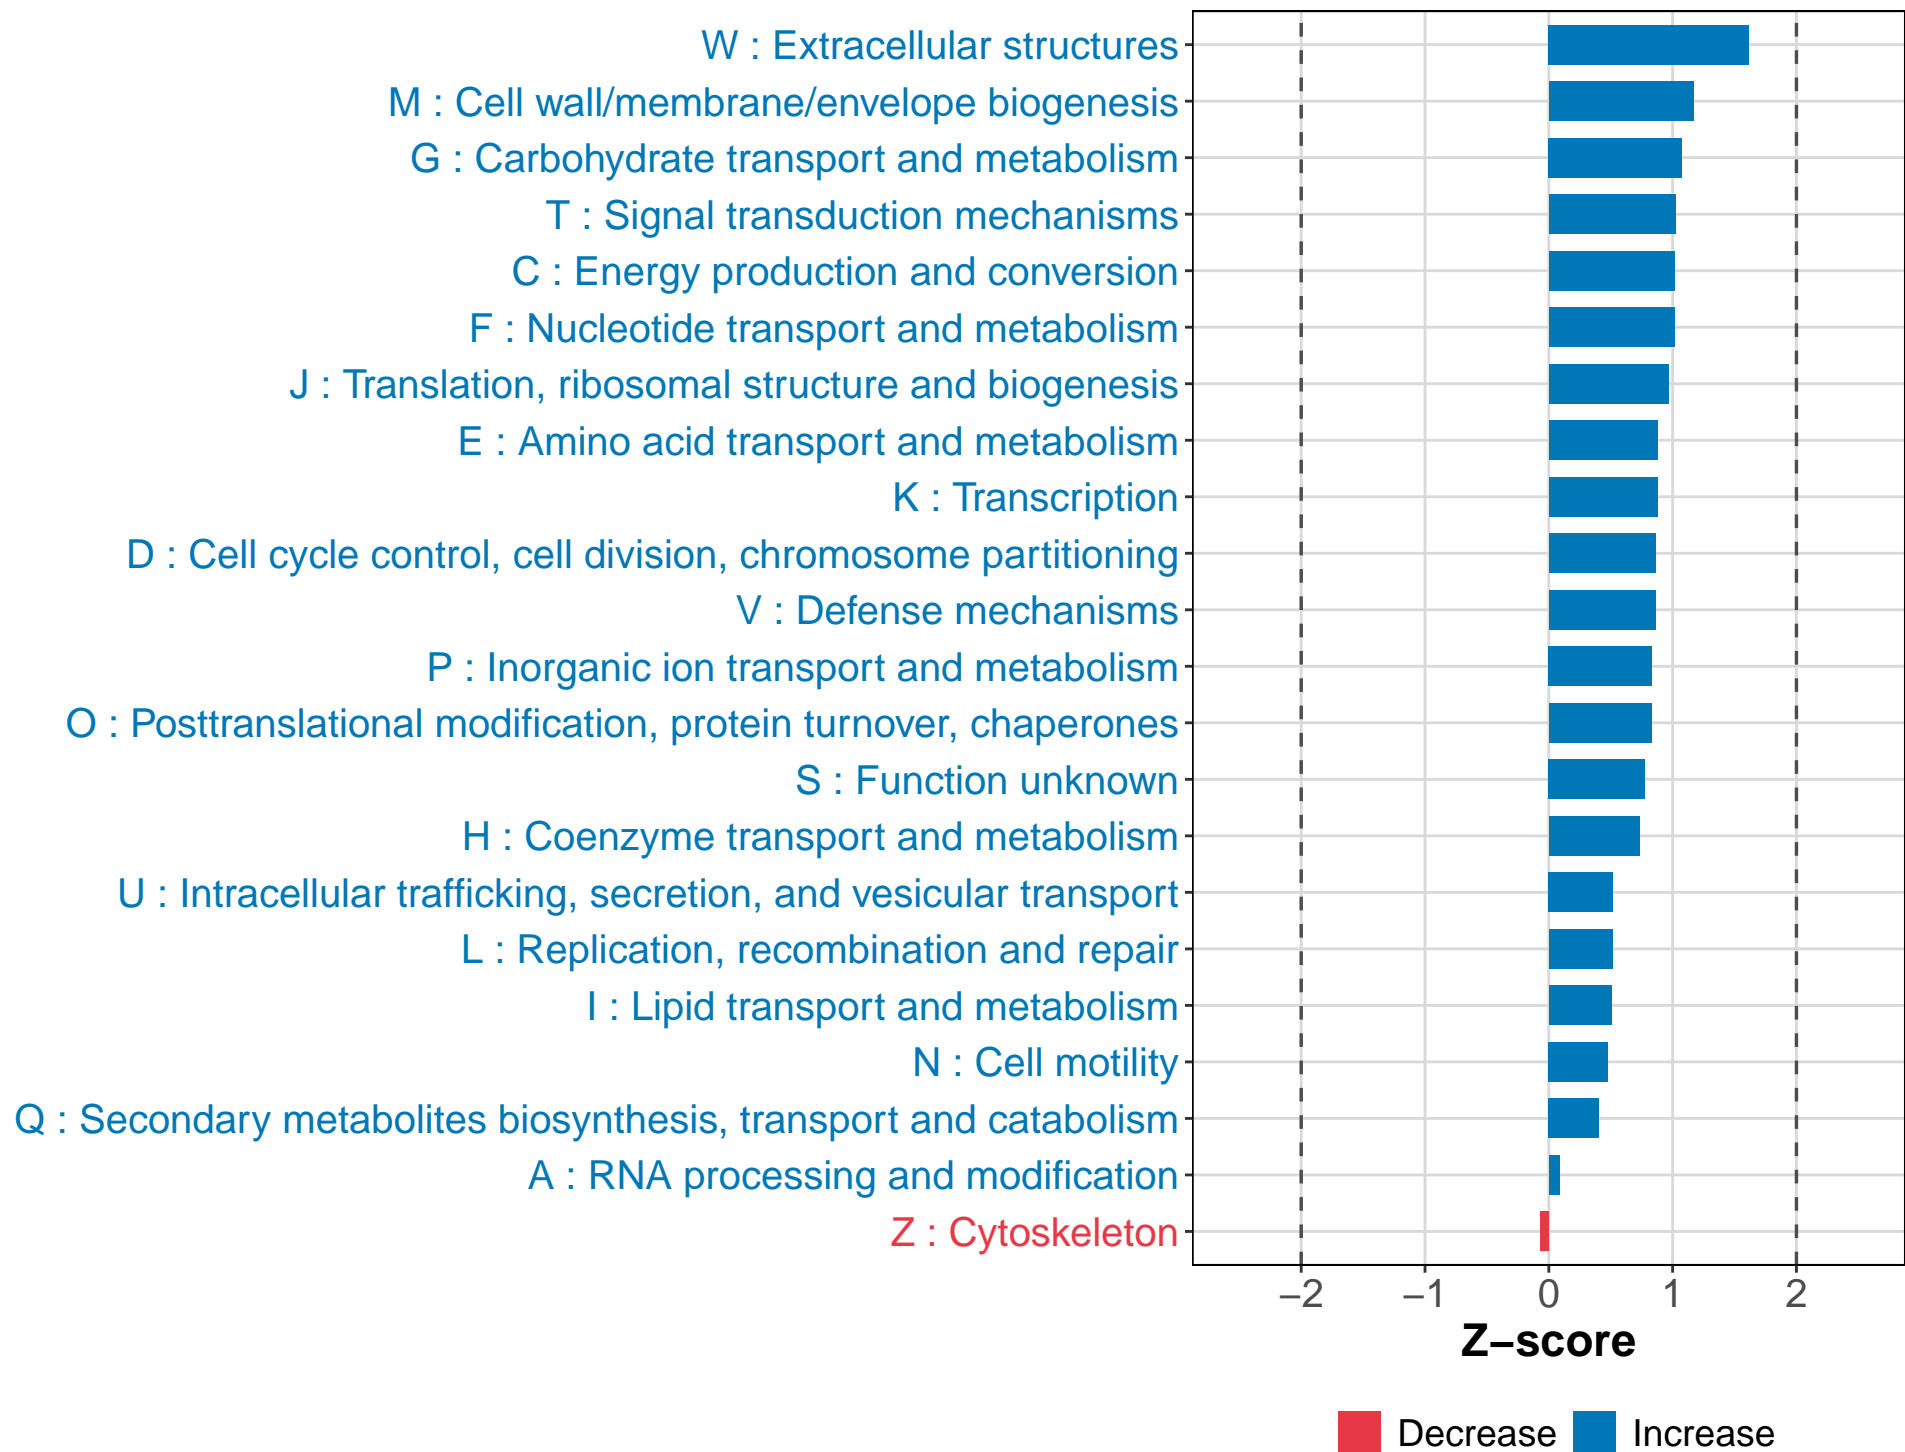 W : Extracellular structures
M : Cell wall/membrane/envelope biogenesis
G : Carbohydrate transport and metabolism
T : Signal transduction mechanisms
C : Energy production and conversion
F : Nucleotide transport and metabolism
J : Translation, ribosomal structure and biogenesis
E : Amino acid transport and metabolism
K : Transcription
D : Cell cycle control, cell division, chromosome partitioning
V : Defense mechanisms
P : Inorganic ion transport and metabolism
O : Posttranslational modification, protein turnover, chaperones
S : Function unknown
H : Coenzyme transport and metabolism
U : Intracellular trafficking, secretion, and vesicular transport
L : Replication, recombination and repair
I : Lipid transport and metabolism
N : Cell motility
Q : Secondary metabolites biosynthesis, transport and catabolism
A : RNA processing and modification
Z : Cytoskeleton
−2 −1 0 1 2
Z−score
Decrease Increase